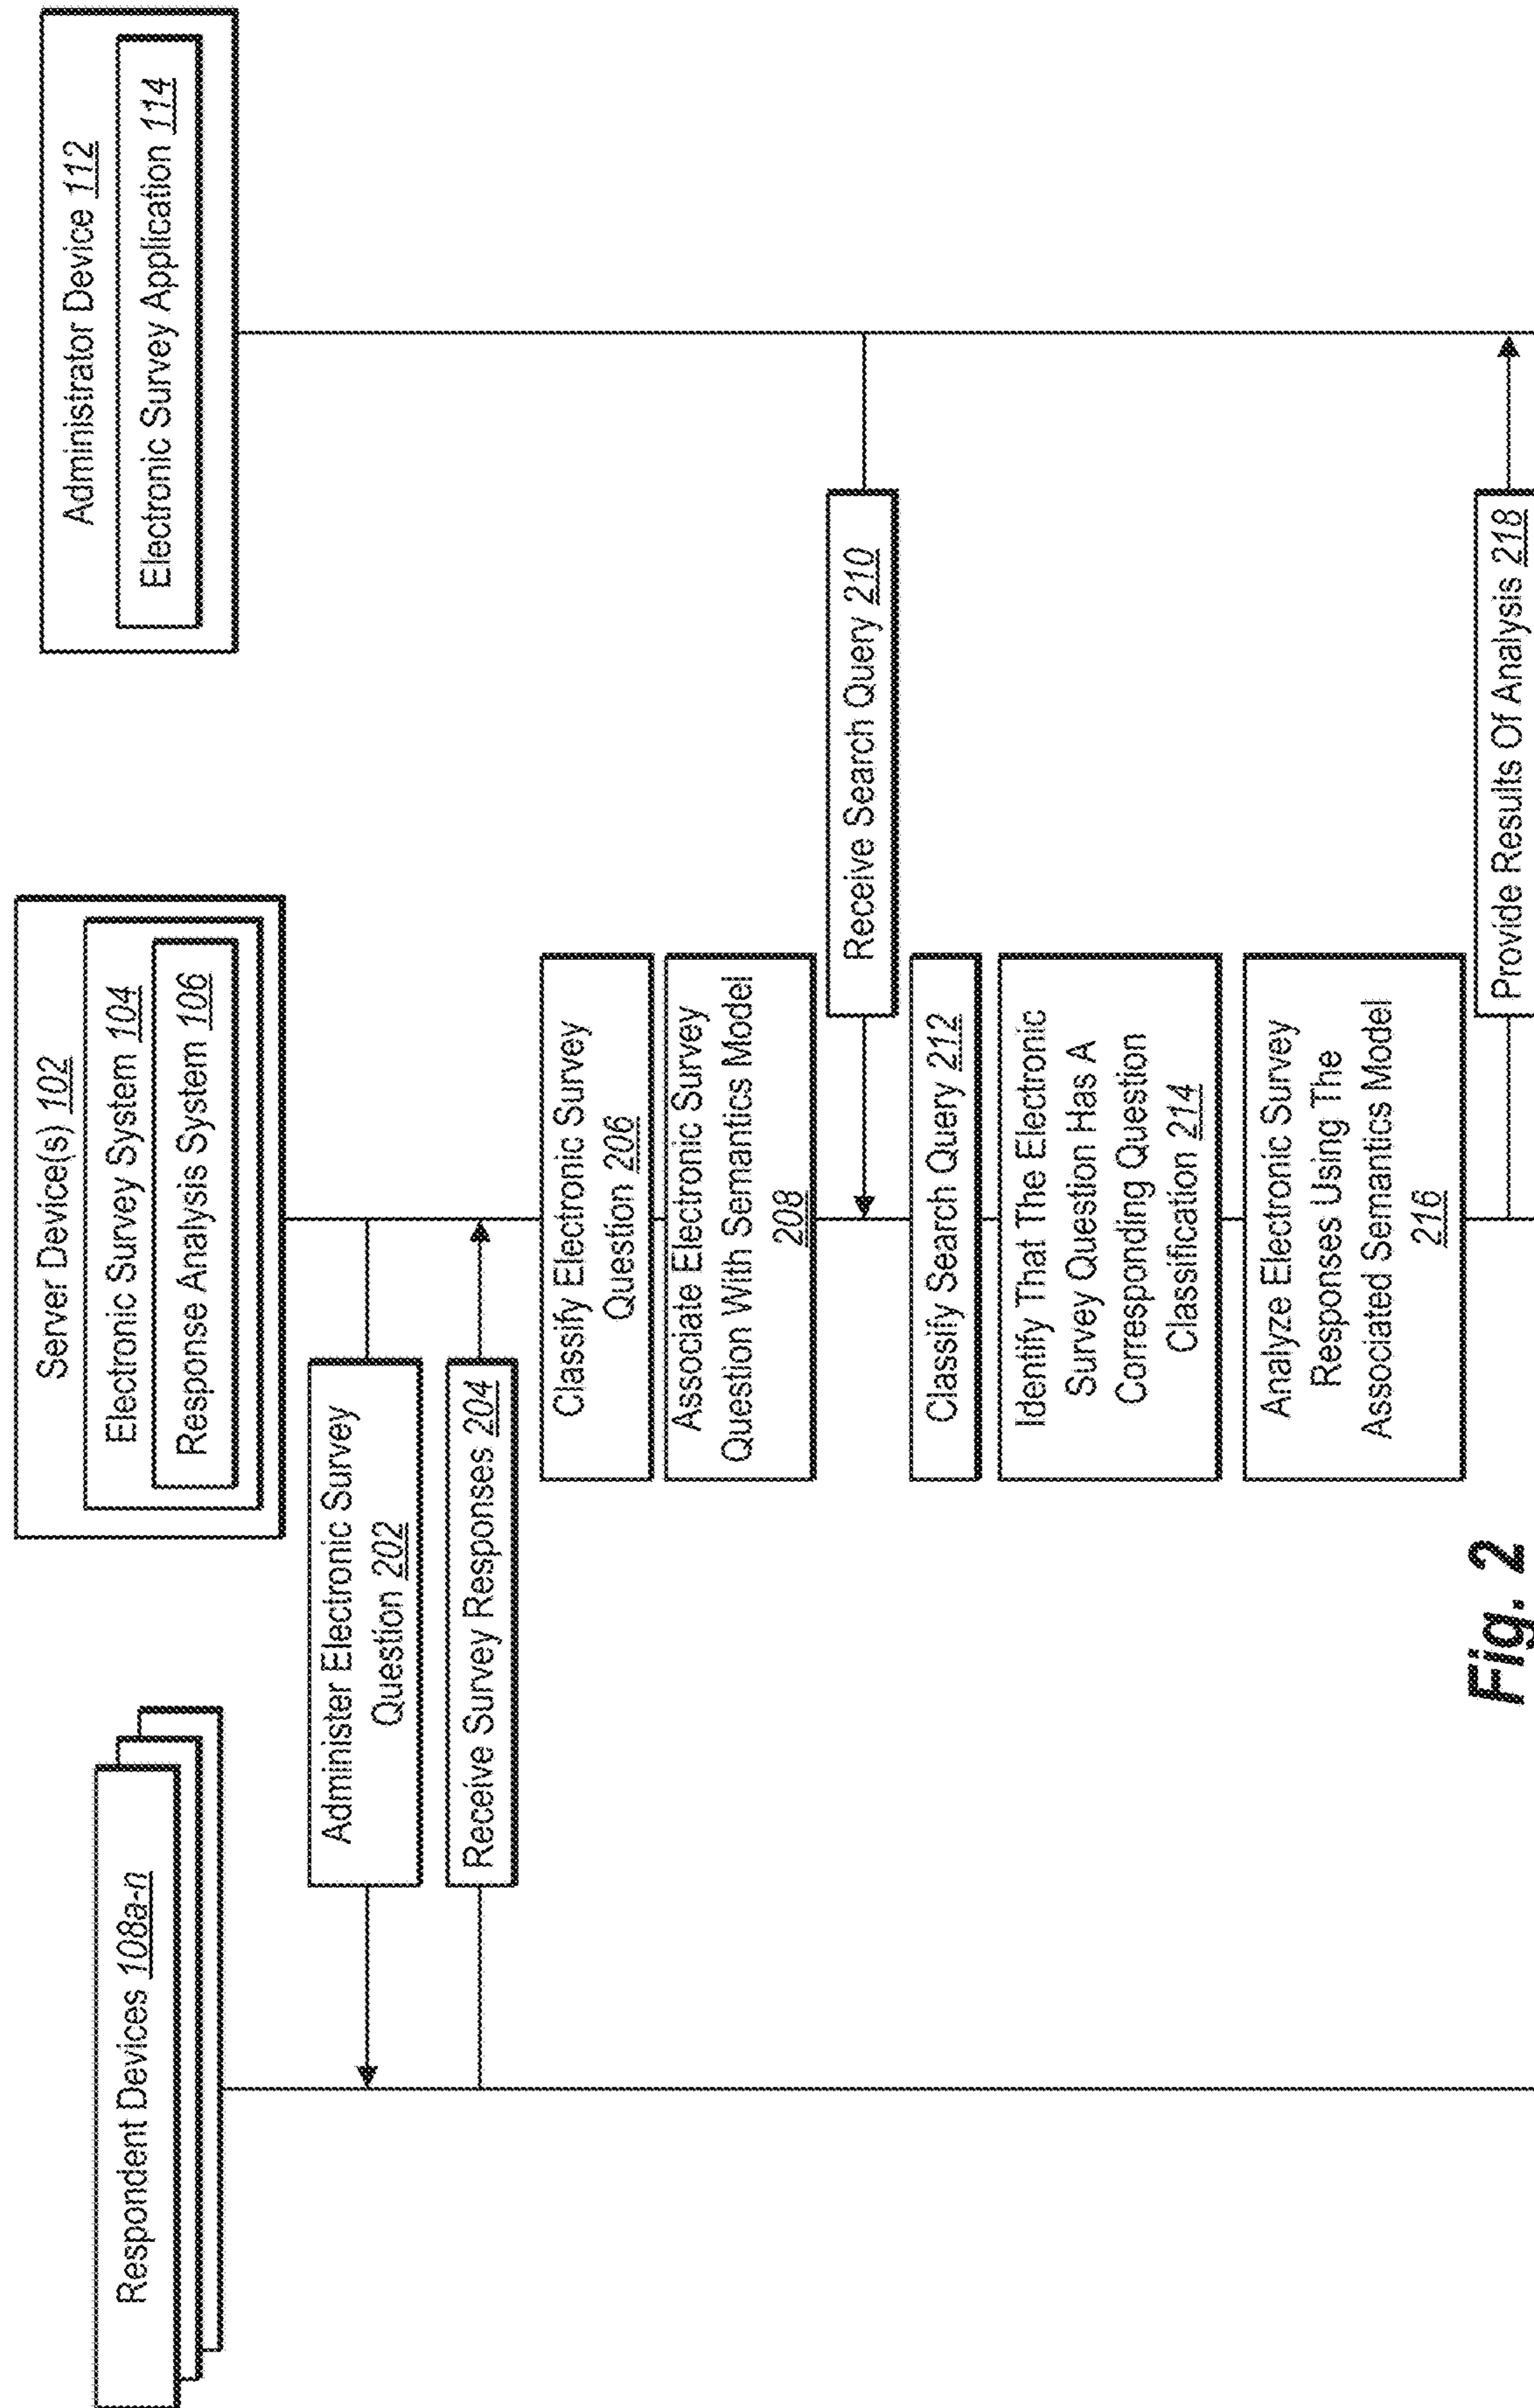 Respondent Devices 108a-n
Server Device(s) 102
Electronic Survey System 104
Response Analysis System 106
Administrator Device 112
Electronic Survey Application 114
Administer Electronic Survey
Question 202
Receive Survey Responses 204
Classify Electronic Survey
Question 206
Associate Electronic Survey
Question With Semantics Model
208
Receive Search Query 210
Classify Search Query 212
Identify That The Electronic
Survey Question Has A
Corresponding Question
Classification 214
Analyze Electronic Survey
Responses Using The
Associated Semantics Model
216
Provide Results Of Analysis 218
Fig. 2